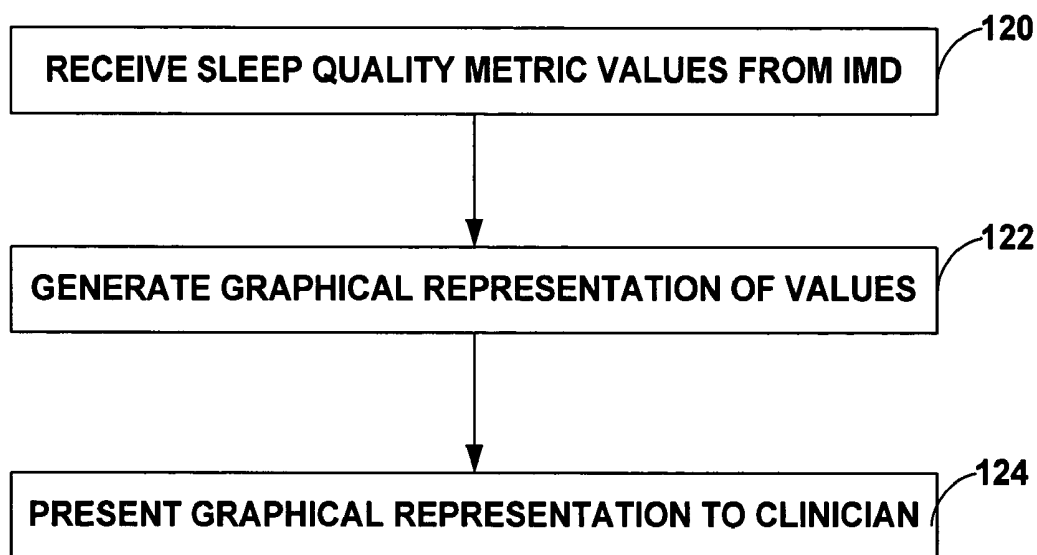 120
RECEIVE SLEEP QUALITY METRIC VALUES FROM IMD
122
GENERATE GRAPHICAL REPRESENTATION OF VALUES
124
PRESENT GRAPHICAL REPRESENTATION TO CLINICIAN